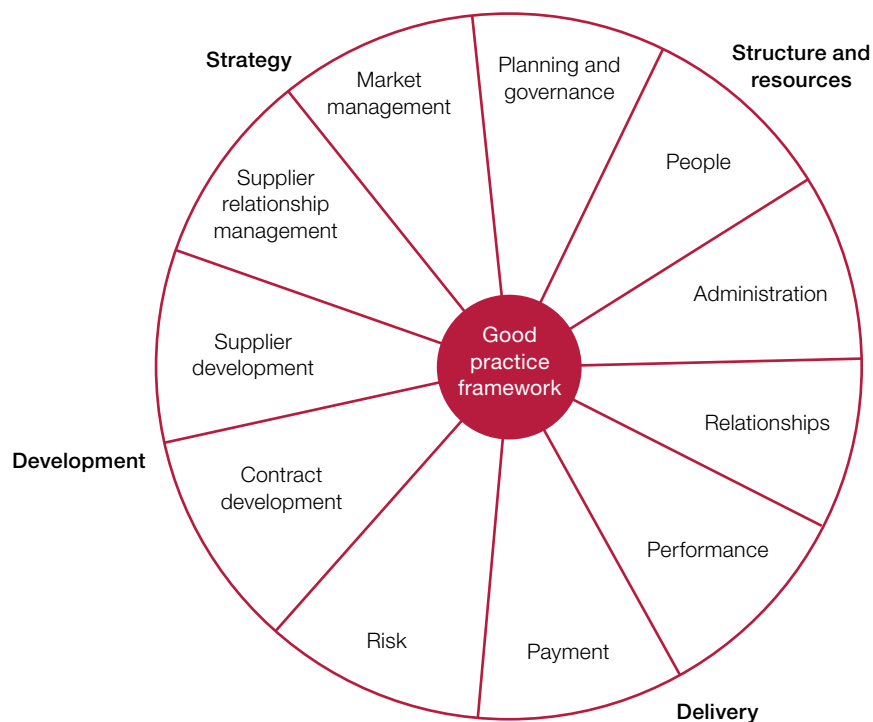 Strategy
Structure and
resources
Market
management
Planning and
governance
People
Supplier
relationship
management
Administration
Good
practice
framework
Supplier
development
Relationships
Development
Contract
development
Performance
Risk
Payment
Delivery